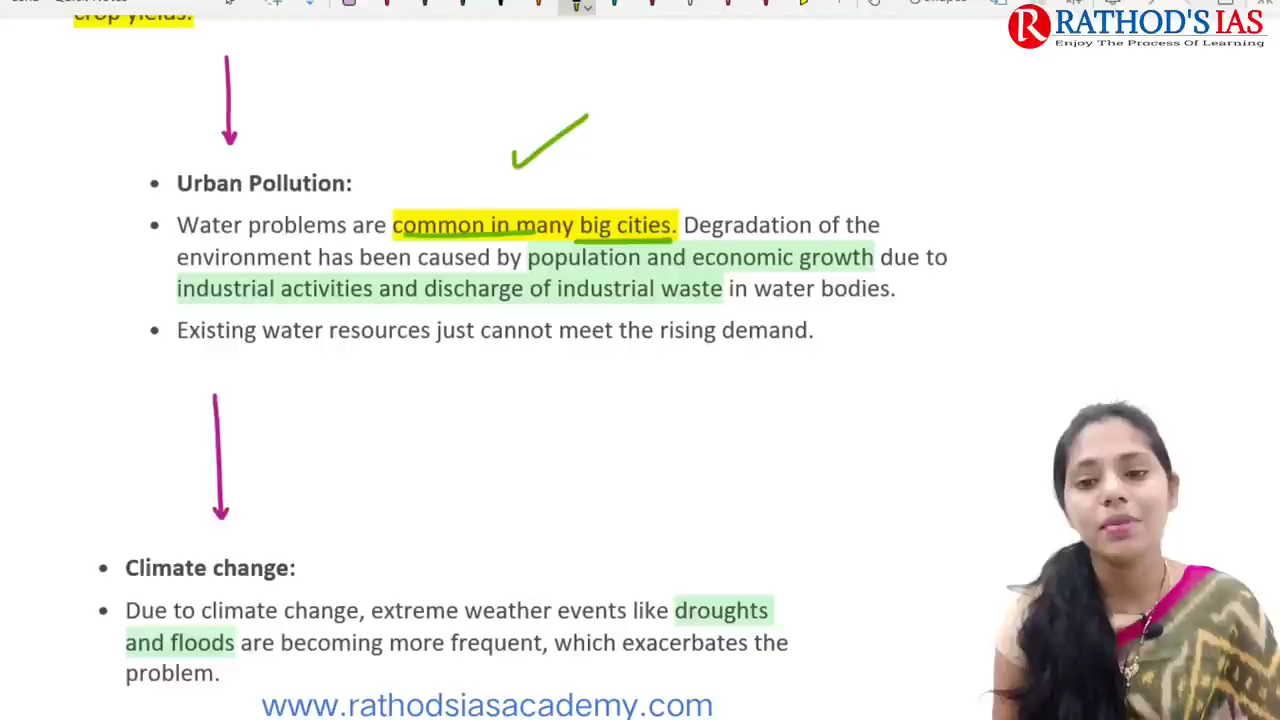 crop yields.
RATHOD'S IAS
Enjoy The Process Of Learning
• Urban Pollution:
• Water problems are common in many big cities. Degradation of the
environment has been caused by population and economic growth due to
industrial activities and discharge of industrial waste in water bodies.
• Existing water resources just cannot meet the rising demand.
• Climate change:
• Due to climate change, extreme weather events like droughts
and floods are becoming more frequent, which exacerbates the
problem.
www.rathodsiasacademy.com